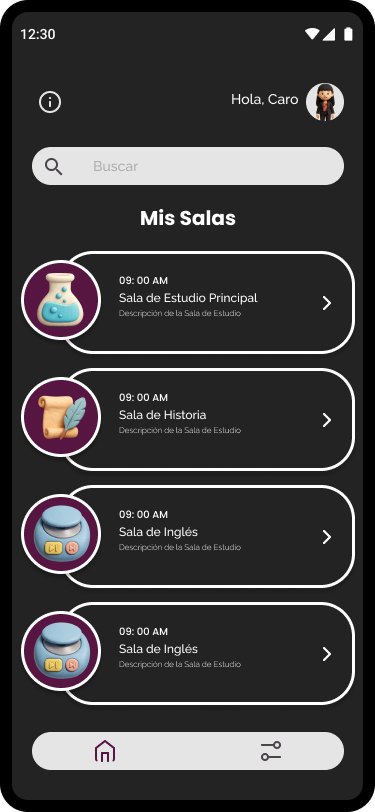 12:30
Hola, Caro
Buscar
Mis Salas
09: 00 AM
Sala de Estudio Principal
Descripción de la Sala de Estudio
09: 00 AM
Sala de Historia
Descripción de la Sala de Estudio
09: 00 AM
Sala de Inglés
Descripción de la Sala de Estudio
09: 00 AM
Sala de Inglés
Descripción de la Sala de Estudio